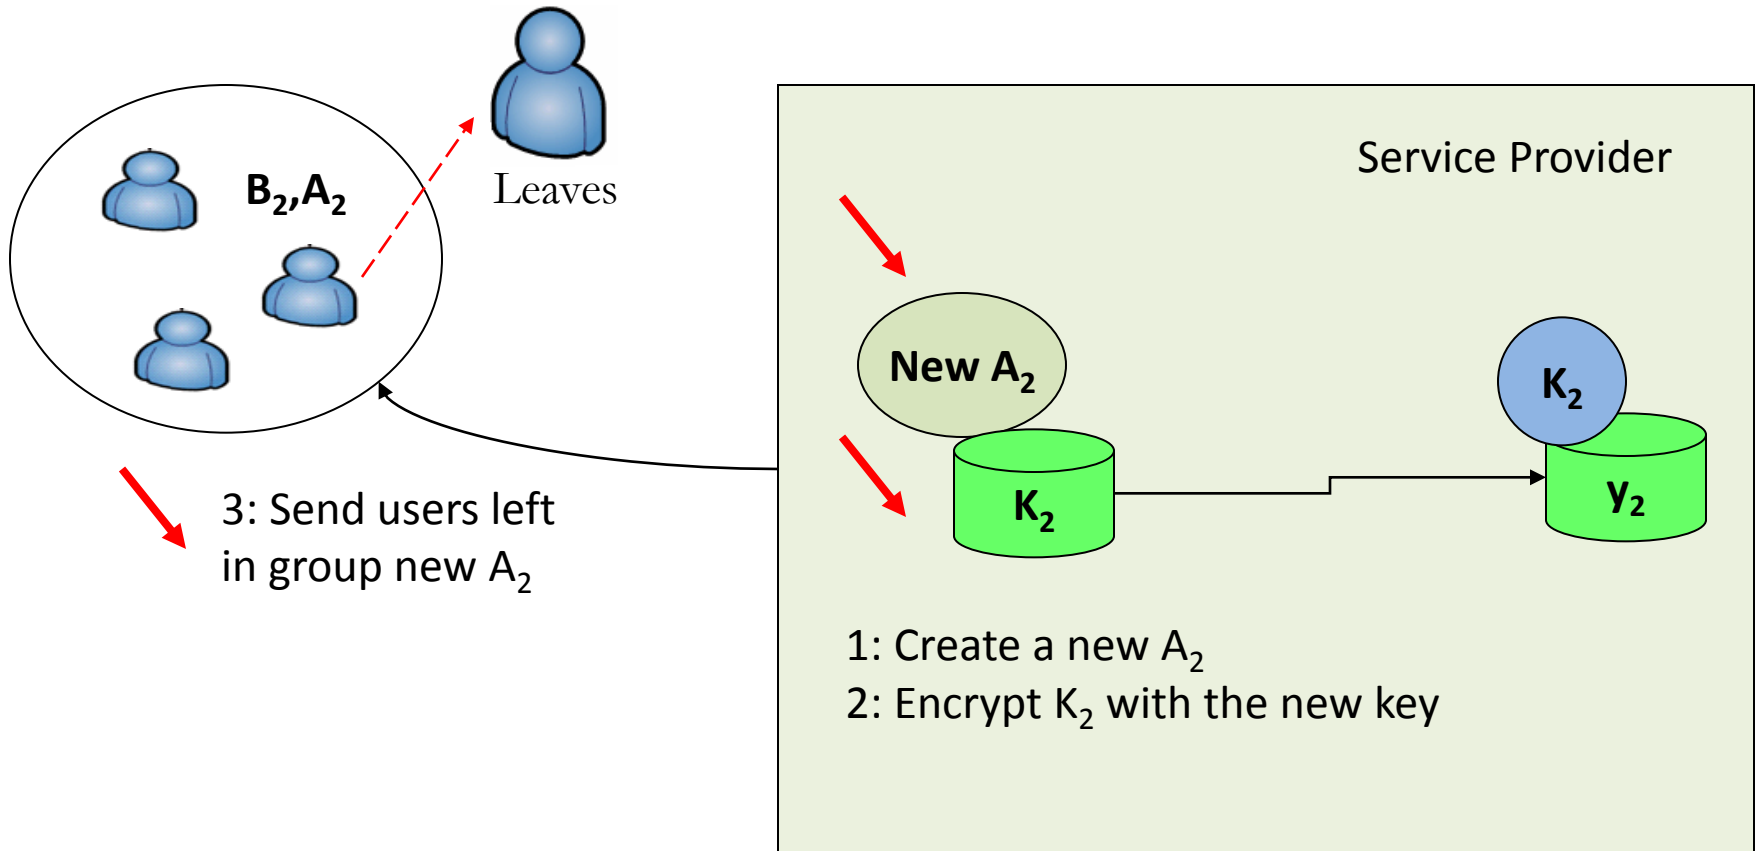 Leaves
B₂,A₂
Service Provider
New A₂
K₂
K₂
y₂
3: Send users left
in group new A₂
1: Create a new A₂
2: Encrypt K₂ with the new key